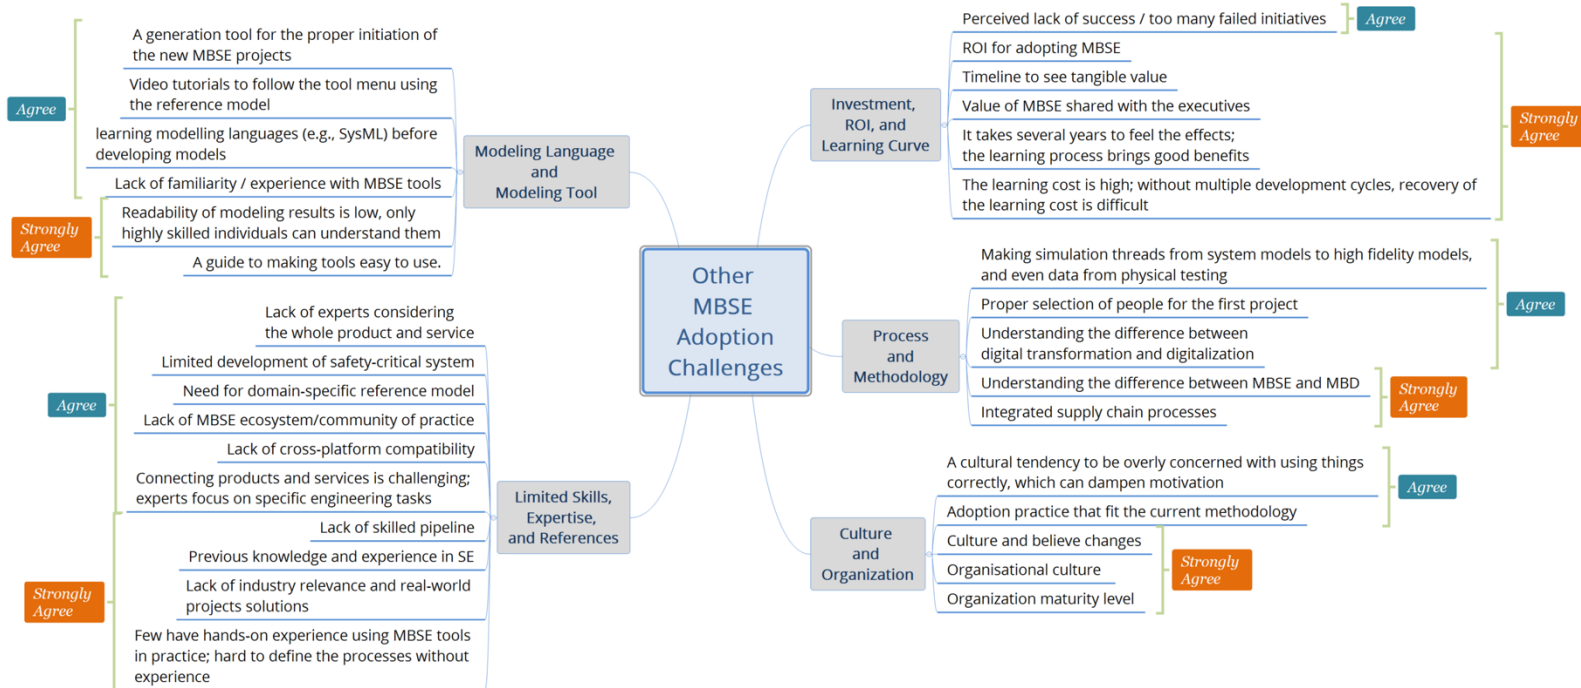 Other
MBSE
Adoption
Challenges
Modeling Language
and
Modeling Tool
A generation tool for the proper initiation of
the new MBSE projects
Video tutorials to follow the tool menu using
the reference model
learning modelling languages (e.g., SysML) before
developing models
Lack of familiarity / experience with MBSE tools
Agree
Readability of modeling results is low, only
highly skilled individuals can understand them
A guide to making tools easy to use.
Strongly
Agree
Limited Skills,
Expertise,
and References
Lack of experts considering
the whole product and service
Limited development of safety-critical system
Need for domain-specific reference model
Lack of MBSE ecosystem/community of practice
Lack of cross-platform compatibility
Connecting products and services is challenging;
experts focus on specific engineering tasks
Agree
Lack of skilled pipeline
Previous knowledge and experience in SE
Lack of industry relevance and real-world
projects solutions
Few have hands-on experience using MBSE tools
in practice; hard to define the processes without
experience
Strongly
Agree
Investment,
ROI, and
Learning Curve
Perceived lack of success / too many failed initiatives
Agree
ROI for adopting MBSE
Timeline to see tangible value
Value of MBSE shared with the executives
It takes several years to feel the effects;
the learning process brings good benefits
The learning cost is high; without multiple development cycles, recovery of
the learning cost is difficult
Strongly
Agree
Process
and
Methodology
Making simulation threads from system models to high fidelity models,
and even data from physical testing
Proper selection of people for the first project
Understanding the difference between
digital transformation and digitalization
Agree
Understanding the difference between MBSE and MBD
Integrated supply chain processes
Strongly
Agree
Culture
and
Organization
A cultural tendency to be overly concerned with using things
correctly, which can dampen motivation
Adoption practice that fit the current methodology
Agree
Culture and believe changes
Organisational culture
Organization maturity level
Strongly
Agree